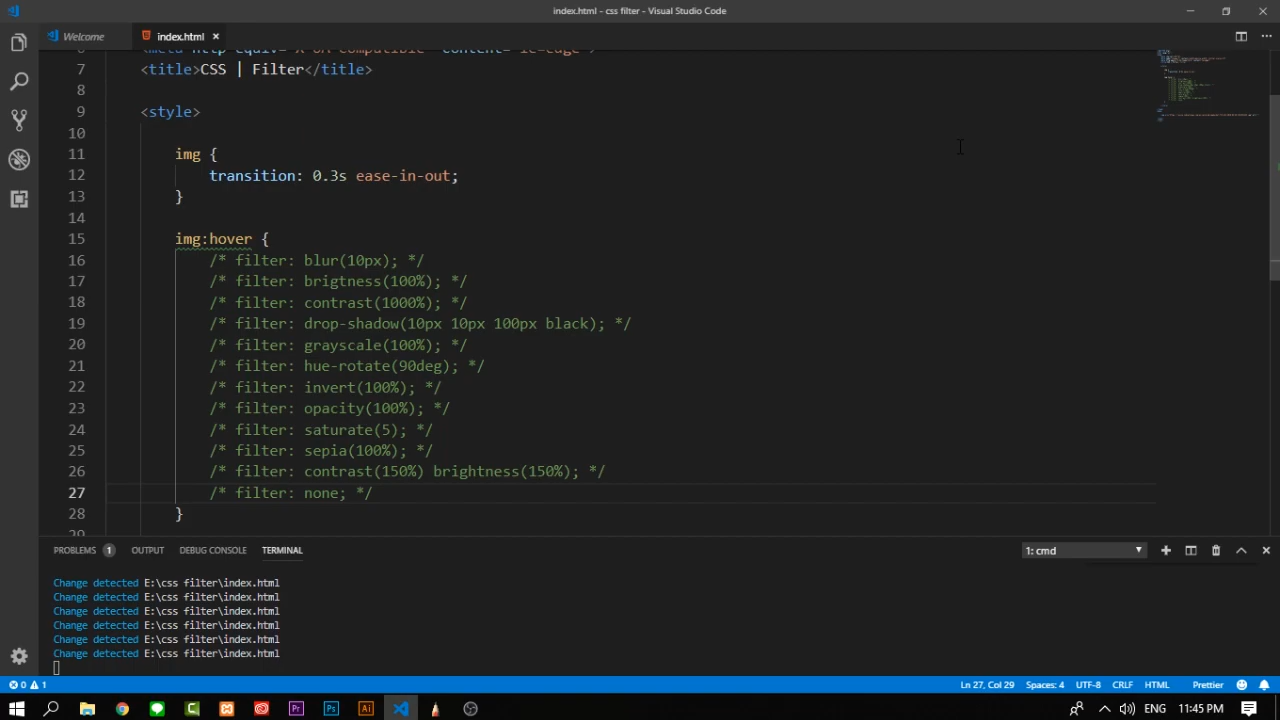 index.html - css filter - Visual Studio Code
Welcome
index.html
7 <title>CSS | Filter</title>
8
9 <style>
10
11 img {
12 transition: 0.3s ease-in-out;
13 }
14
15 img:hover {
16 /* filter: blur(10px); */
17 /* filter: brigtness(100%); */
18 /* filter: contrast(1000%); */
19 /* filter: drop-shadow(10px 10px 100px black); */
20 /* filter: grayscale(100%); */
21 /* filter: hue-rotate(90deg); */
22 /* filter: invert(100%); */
23 /* filter: opacity(100%); */
24 /* filter: saturate(5); */
25 /* filter: sepia(100%); */
26 /* filter: contrast(150%) brightness(150%); */
27 /* filter: none; */
28 }
PROBLEMS 1 OUTPUT DEBUG CONSOLE TERMINAL 1: cmd
Change detected E:\css filter\index.html
Change detected E:\css filter\index.html
Change detected E:\css filter\index.html
Change detected E:\css filter\index.html
Change detected E:\css filter\index.html
Change detected E:\css filter\index.html
0 1 Ln 27, Col 29 Spaces: 4 UTF-8 CRLF HTML Prettier
Pr Ps Ai ENG 11:45 PM